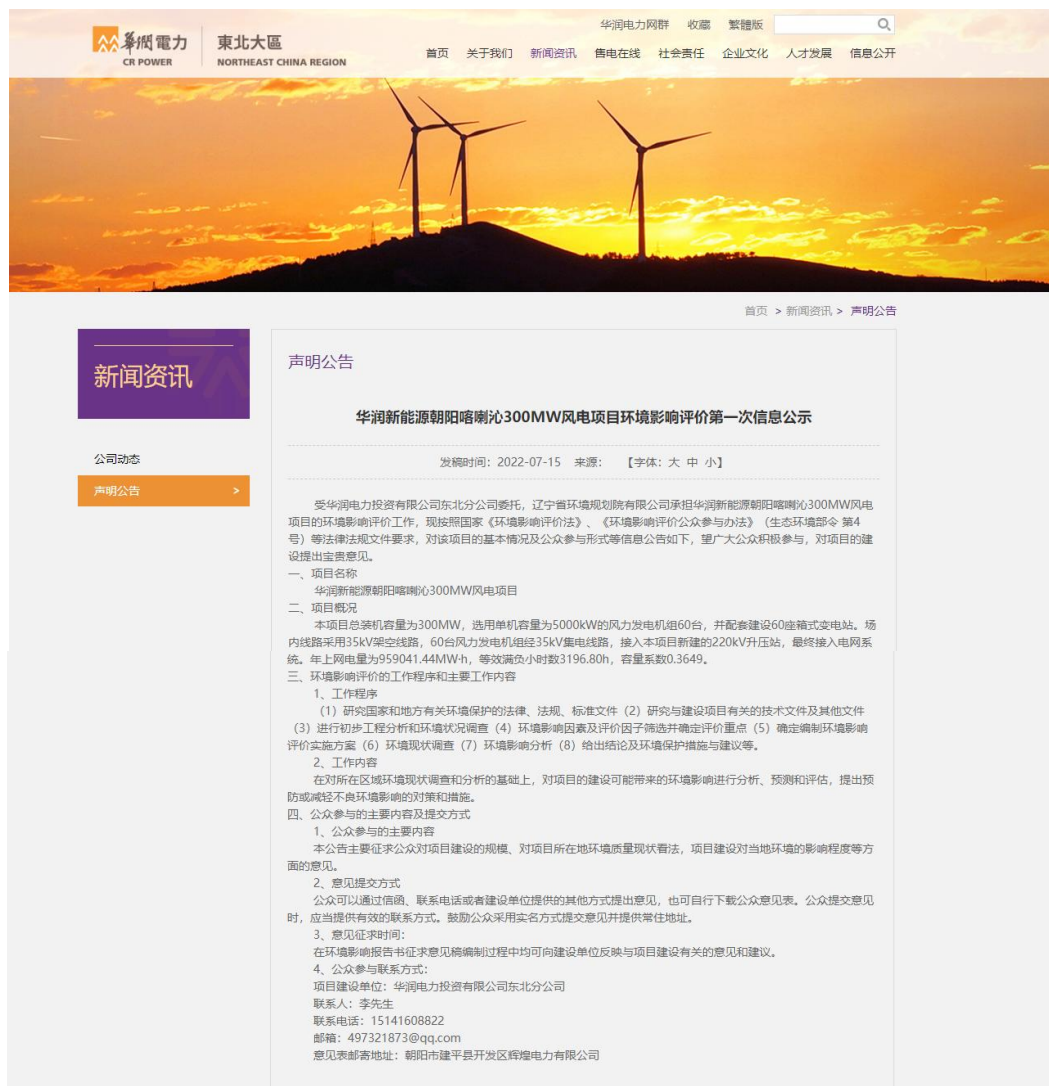 华润电力网群 收藏 繁體版
華潤電力
CR POWER
東北大區
NORTHEAST CHINA REGION
首页 关于我们 新闻资讯 售电在线 社会责任 企业文化 人才发展 信息公开
首页 > 新闻资讯 > 声明公告
新闻资讯
公司动态
声明公告 >
声明公告
华润新能源朝阳喀喇沁300MW风电项目环境影响评价第一次信息公示
发稿时间：2022-07-15 来源： 【字体：大 中 小】
受华润电力投资有限公司东北分公司委托，辽宁省环境规划院有限公司承担华润新能源朝阳喀喇沁300MW风电
项目的环境影响评价工作，现按照国家《环境影响评价法》、《环境影响评价公众参与办法》（生态环境部令 第4
号）等法律法规文件要求，对该项目的基本情况及公众参与形式等信息公告如下，望广大公众积极参与，对项目的建
设提出宝贵意见。
一、项目名称
华润新能源朝阳喀喇沁300MW风电项目
二、项目概况
本项目总装机容量为300MW，选用单机容量为5000kW的风力发电机组60台，并配套建设60座箱式变电站。场
内线路采用35kV架空线路，60台风力发电机组经35kV集电线路，接入本项目新建的220kV升压站，最终接入电网系
统。年上网电量为959041.44MW·h，等效满负小时数3196.80h，容量系数0.3649。
三、环境影响评价的工作程序和主要工作内容
1、工作程序
（1）研究国家和地方有关环境保护的法律、法规、标准文件（2）研究与建设项目有关的技术文件及其他文件
（3）进行初步工程分析和环境状况调查（4）环境影响因素及评价因子筛选并确定评价重点（5）确定编制环境影响
评价实施方案（6）环境现状调查（7）环境影响分析（8）给出结论及环境保护措施与建议等。
2、工作内容
在对所在区域环境现状调查和分析的基础上，对项目的建设可能带来的环境影响进行分析、预测和评估，提出预
防或减轻不良环境影响的对策和措施。
四、公众参与的主要内容及提交方式
1、公众参与的主要内容
本公告主要征求公众对项目建设的规模、对项目所在地环境质量现状看法，项目建设对当地环境的影响程度等方
面的意见。
2、意见提交方式
公众可以通过信函、联系电话或者建设单位提供的其他方式提出意见，也可自行下载公众意见表。公众提交意见
时，应当提供有效的联系方式。鼓励公众采用实名方式提交意见并提供常住地址。
3、意见征求时间：
在环境影响报告书征求意见稿编制过程中均可向建设单位反映与项目建设有关的意见和建议。
4、公众参与联系方式：
项目建设单位：华润电力投资有限公司东北分公司
联系人：李先生
联系电话：15141608822
邮箱：497321873@qq.com
意见表邮寄地址：朝阳市建平县开发区辉煌电力有限公司